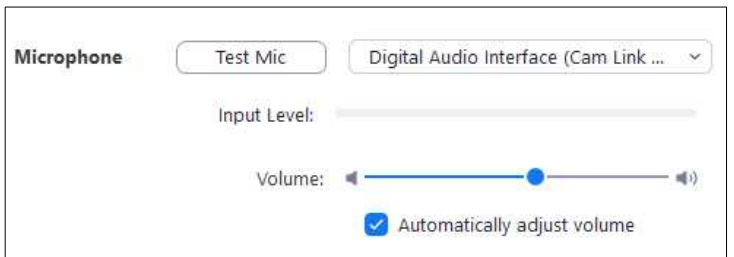 Microphone Test Mic Digital Audio Interface (Cam Link ...
Input Level:
Volume:
Automatically adjust volume